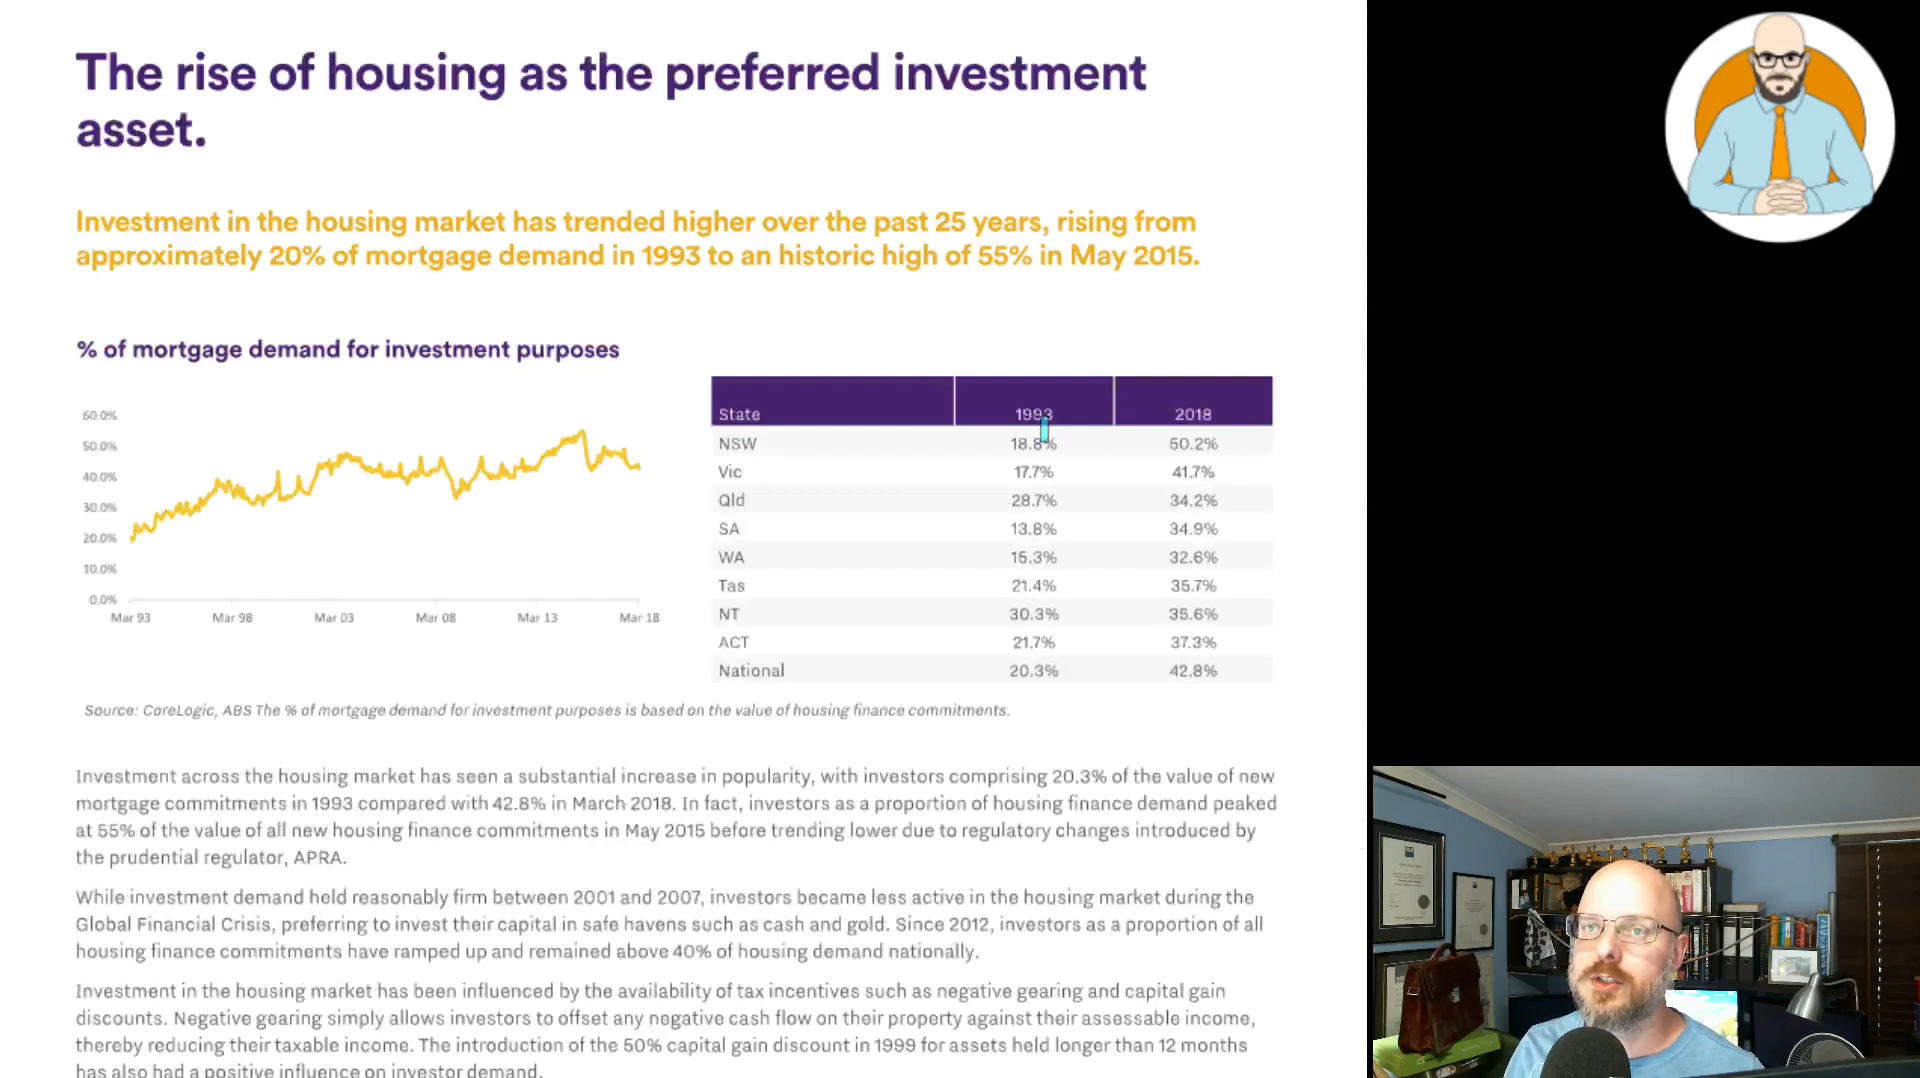 The rise of housing as the preferred investment
asset.
Investment in the housing market has trended higher over the past 25 years, rising from
approximately 20% of mortgage demand in 1993 to an historic high of 55% in May 2015.
% of mortgage demand for investment purposes
60.0%
50.0%
40.0%
30.0%
20.0%
10.0%
0.0%
Mar 93 Mar 98 Mar 03 Mar 08 Mar 13 Mar 18
State 1993 2018
NSW 18.8% 50.2%
Vic 17.7% 41.7%
Qld 28.7% 34.2%
SA 13.8% 34.9%
WA 15.3% 32.6%
Tas 21.4% 35.7%
NT 30.3% 35.6%
ACT 21.7% 37.3%
National 20.3% 42.8%
Source: CoreLogic, ABS The % of mortgage demand for investment purposes is based on the value of housing finance commitments.
Investment across the housing market has seen a substantial increase in popularity, with investors comprising 20.3% of the value of new
mortgage commitments in 1993 compared with 42.8% in March 2018. In fact, investors as a proportion of housing finance demand peaked
at 55% of the value of all new housing finance commitments in May 2015 before trending lower due to regulatory changes introduced by
the prudential regulator, APRA.
While investment demand held reasonably firm between 2001 and 2007, investors became less active in the housing market during the
Global Financial Crisis, preferring to invest their capital in safe havens such as cash and gold. Since 2012, investors as a proportion of all
housing finance commitments have ramped up and remained above 40% of housing demand nationally.
Investment in the housing market has been influenced by the availability of tax incentives such as negative gearing and capital gain
discounts. Negative gearing simply allows investors to offset any negative cash flow on their property against their assessable income,
thereby reducing their taxable income. The introduction of the 50% capital gain discount in 1999 for assets held longer than 12 months
has also had a positive influence on investor demand.